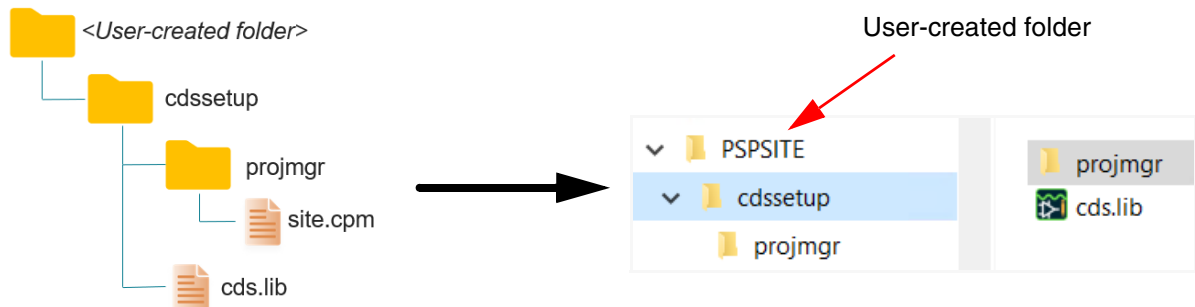 <User-created folder>
cdssetup
projmgr
site.cpm
cds.lib
User-created folder
PSPSITE
cdssetup
projmgr
projmgr
cds.lib